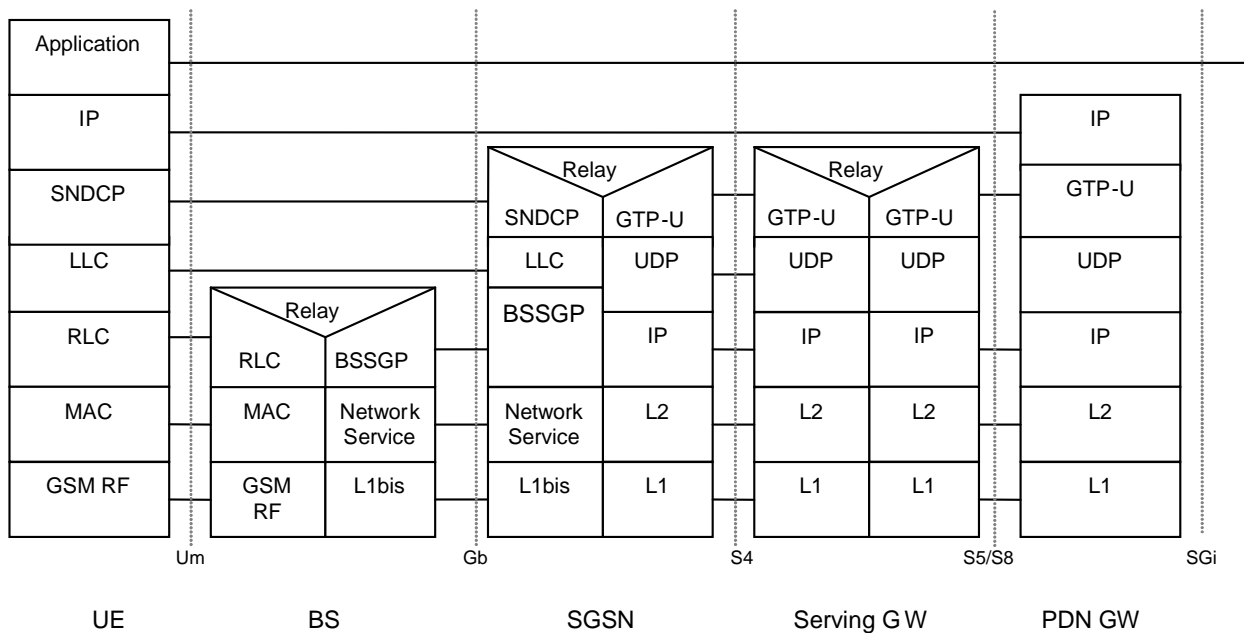 Application
IP
SNDCP
LLC
RLC
MAC
GSM RF
Relay
RLC
BSSGP
MAC
Network
Service
GSM
RF
L1bis
Relay
SNDCP
GTP-U
LLC
UDP
BSSGP
IP
Network
Service
L2
L1bis
L1
Relay
GTP-U
GTP-U
UDP
UDP
IP
IP
L2
L2
L1
L1
IP
GTP-U
UDP
IP
L2
L1
Um
Gb
S4
S5/S8
SGi
UE
BS
SGSN
Serving GW
PDN GW